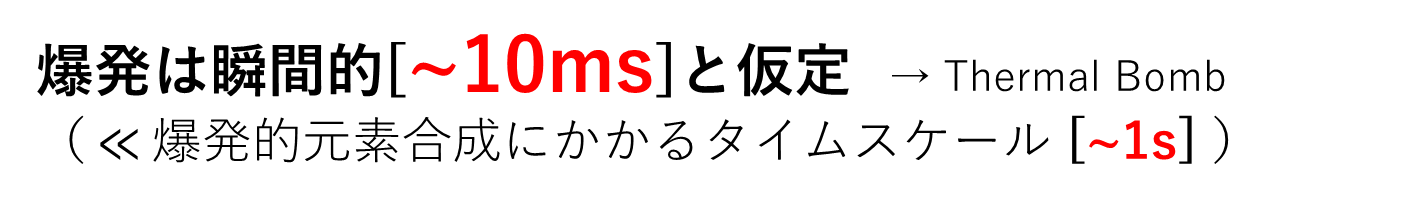 爆発は瞬間的[~10ms]と仮定 → Thermal Bomb
（≪爆発的元素合成にかかるタイムスケール [~1s]）